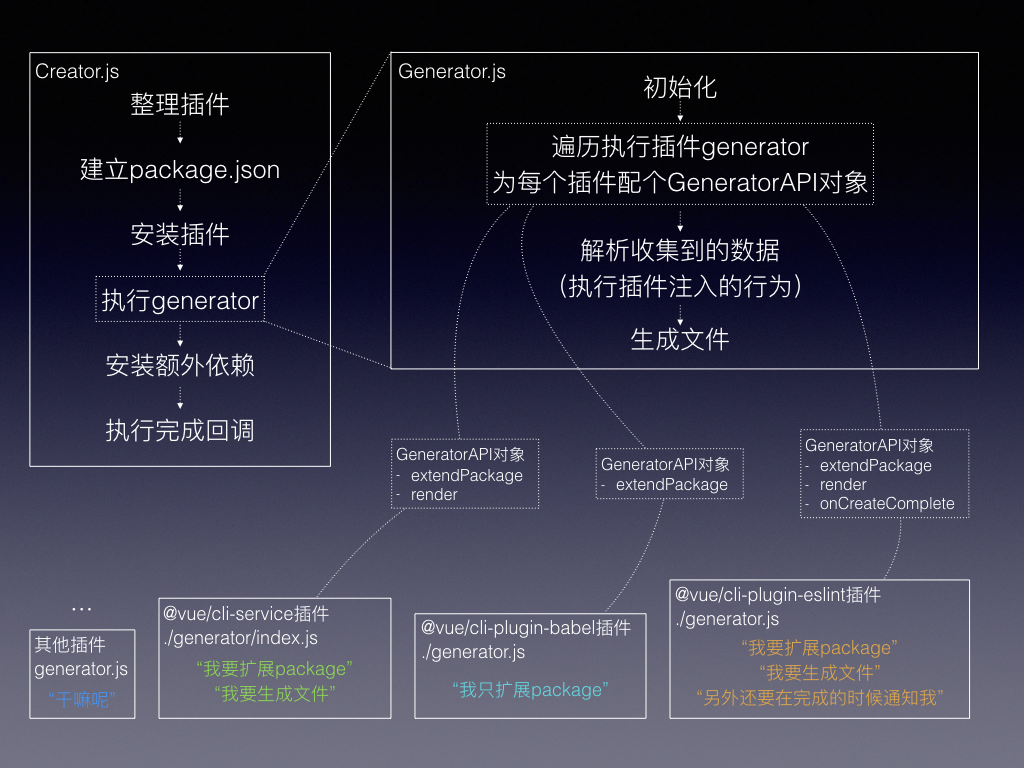 Creator.js
整理插件
建立package.json
安装插件
执行generator
安装额外依赖
执行完成回调
Generator.js
初始化
遍历执行插件generator
为每个插件配个GeneratorAPI对象
解析收集到的数据
（执行插件注入的行为）
生成文件
GeneratorAPI对象
- extendPackage
- render
GeneratorAPI对象
- extendPackage
GeneratorAPI对象
- extendPackage
- render
- onCreateComplete
...
其他插件
generator.js
“干嘛呢”
@vue/cli-service插件
./generator/index.js
“我要扩展package”
“我要生成文件”
@vue/cli-plugin-babel插件
./generator.js
“我只扩展package”
@vue/cli-plugin-eslint插件
./generator.js
“我要扩展package”
“我要生成文件”
“另外还要在完成的时候通知我”